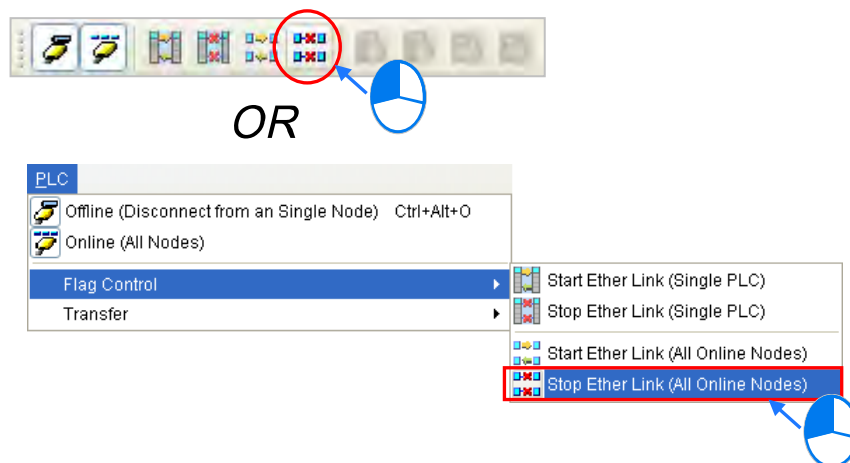 OR
PLC
Offline (Disconnect from an Single Node) Ctrl+Alt+O
Online (All Nodes)
Flag Control
Transfer
Start Ether Link (Single PLC)
Stop Ether Link (Single PLC)
Start Ether Link (All Online Nodes)
Stop Ether Link (All Online Nodes)